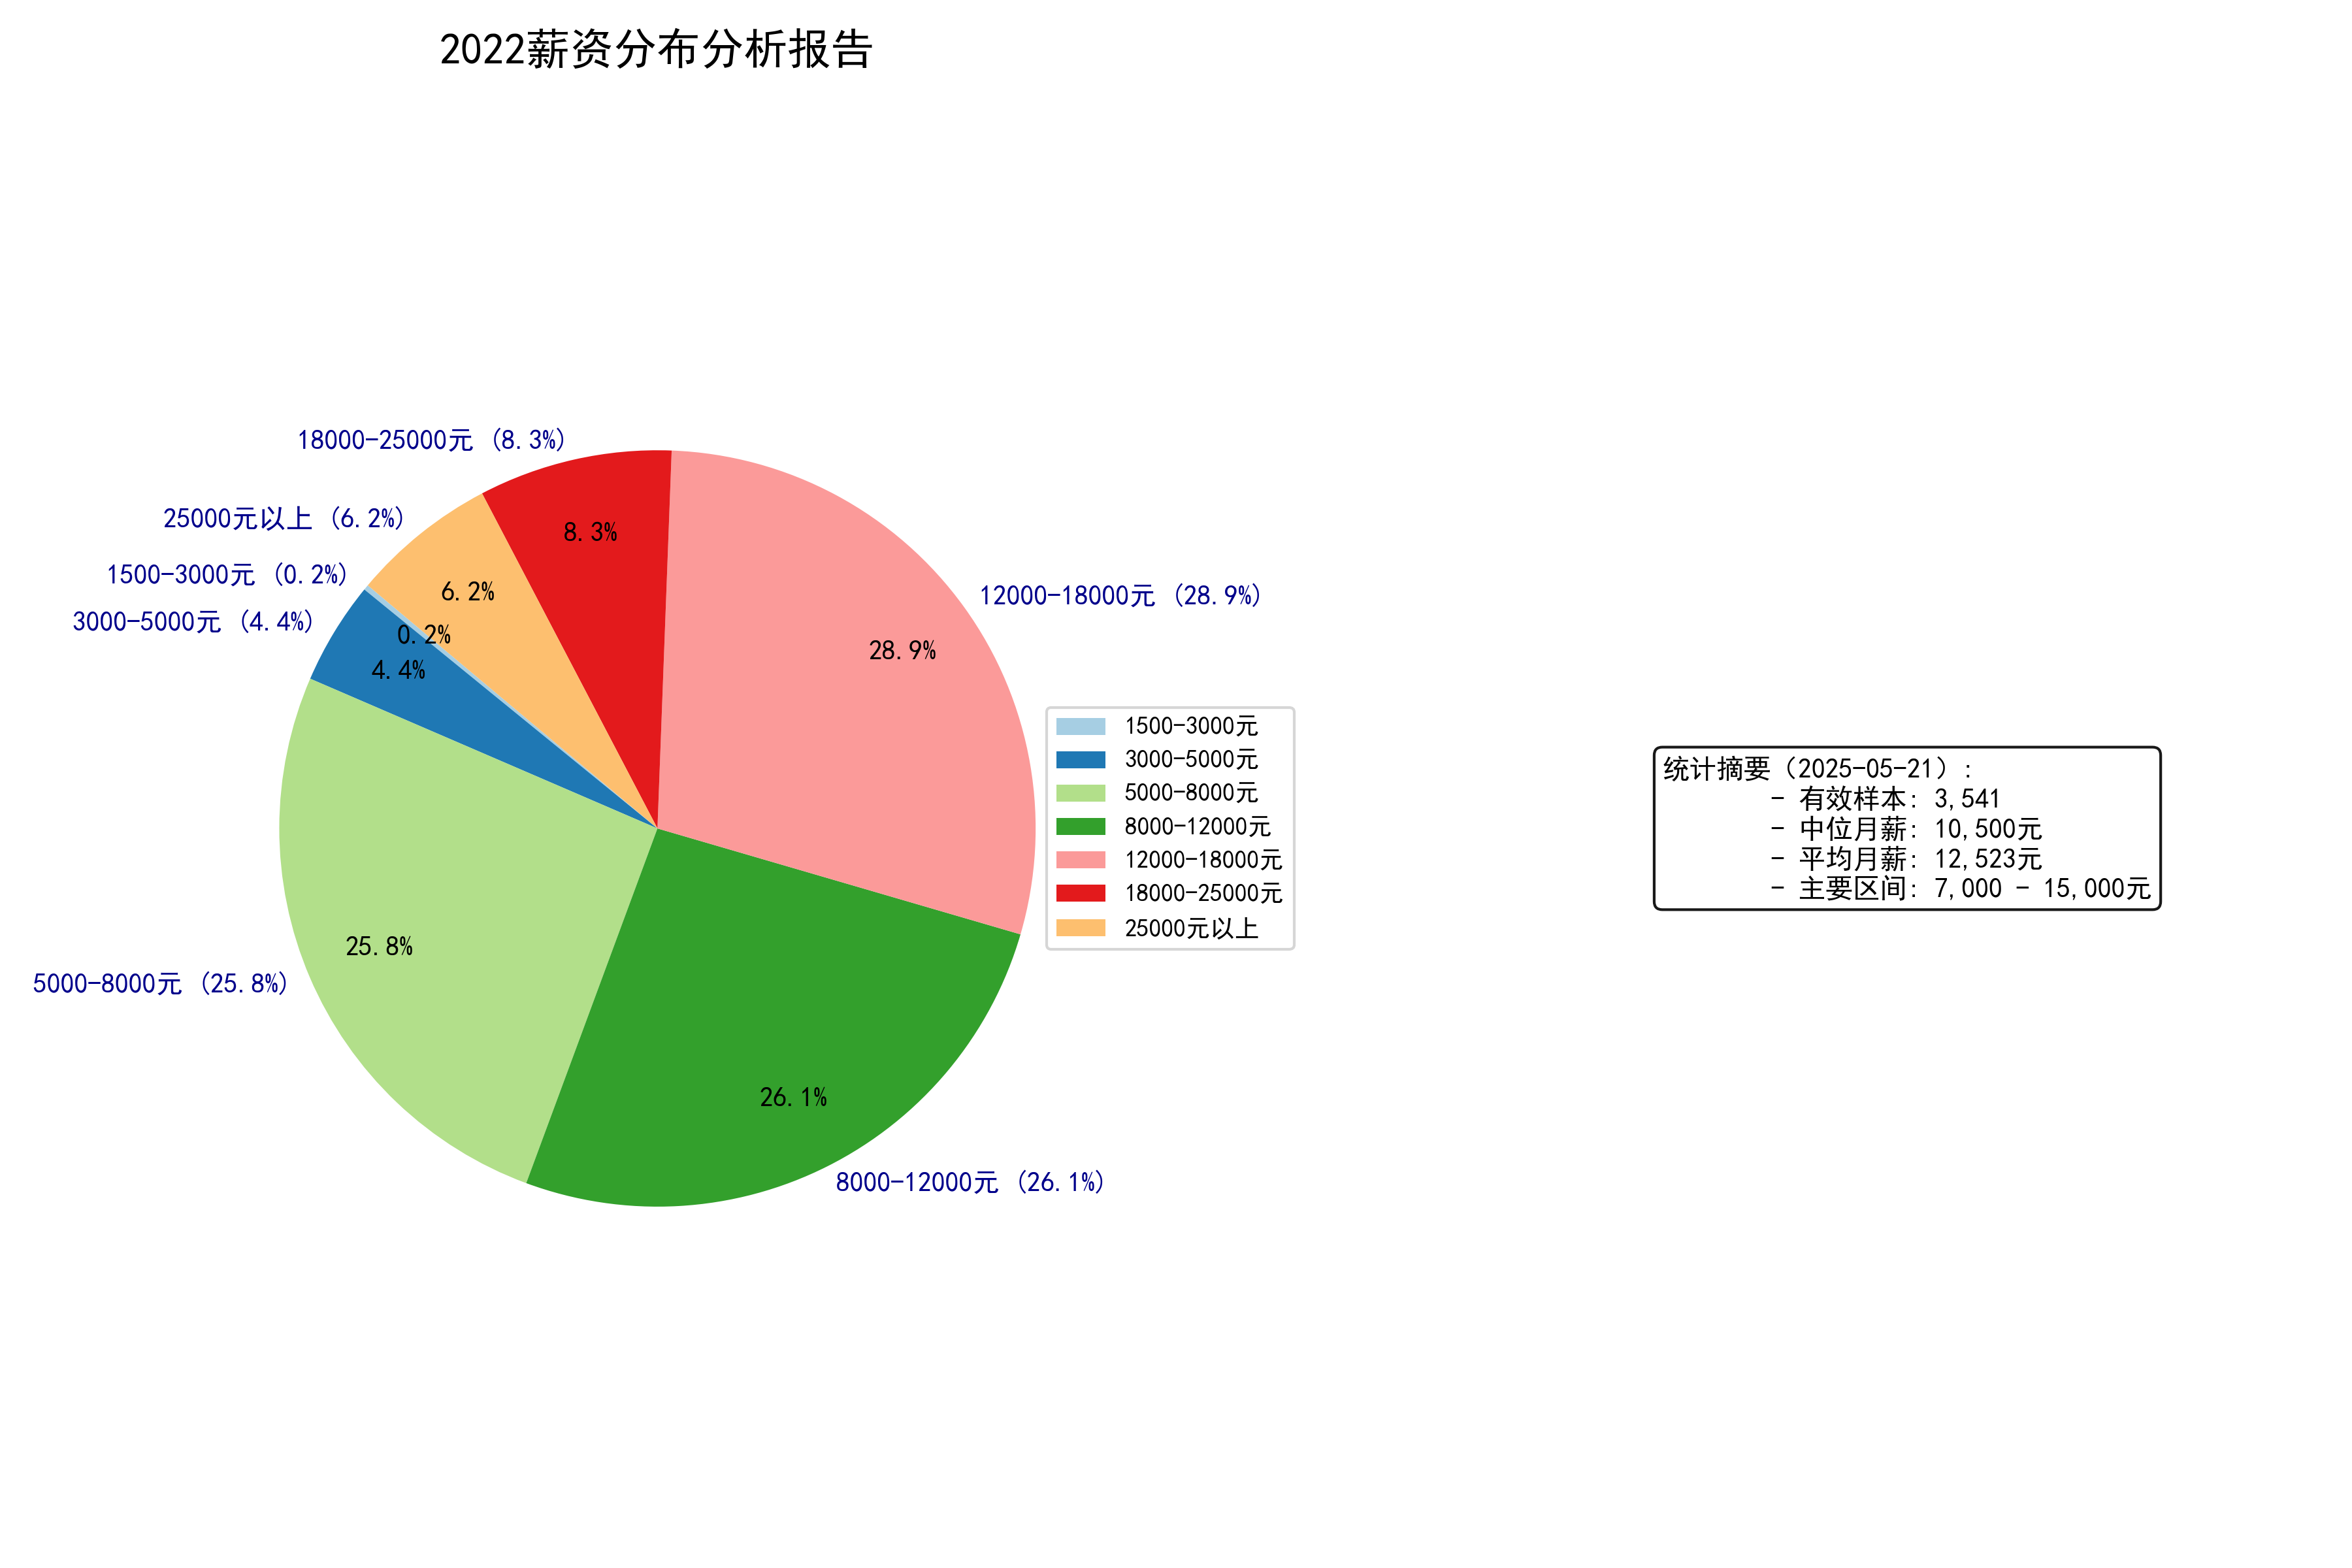 2022薪资分布分析报告
18000-25000元 (8.3%)
25000元以上 (6.2%)
1500-3000元 (0.2%)
3000-5000元 (4.4%)
12000-18000元 (28.9%)
5000-8000元 (25.8%)
8000-12000元 (26.1%)
8.3%
6.2%
0.2%
4.4%
28.9%
25.8%
26.1%
1500-3000元
3000-5000元
5000-8000元
8000-12000元
12000-18000元
18000-25000元
25000元以上
统计摘要（2025-05-21）:
- 有效样本: 3,541
- 中位月薪: 10,500元
- 平均月薪: 12,523元
- 主要区间: 7,000 - 15,000元